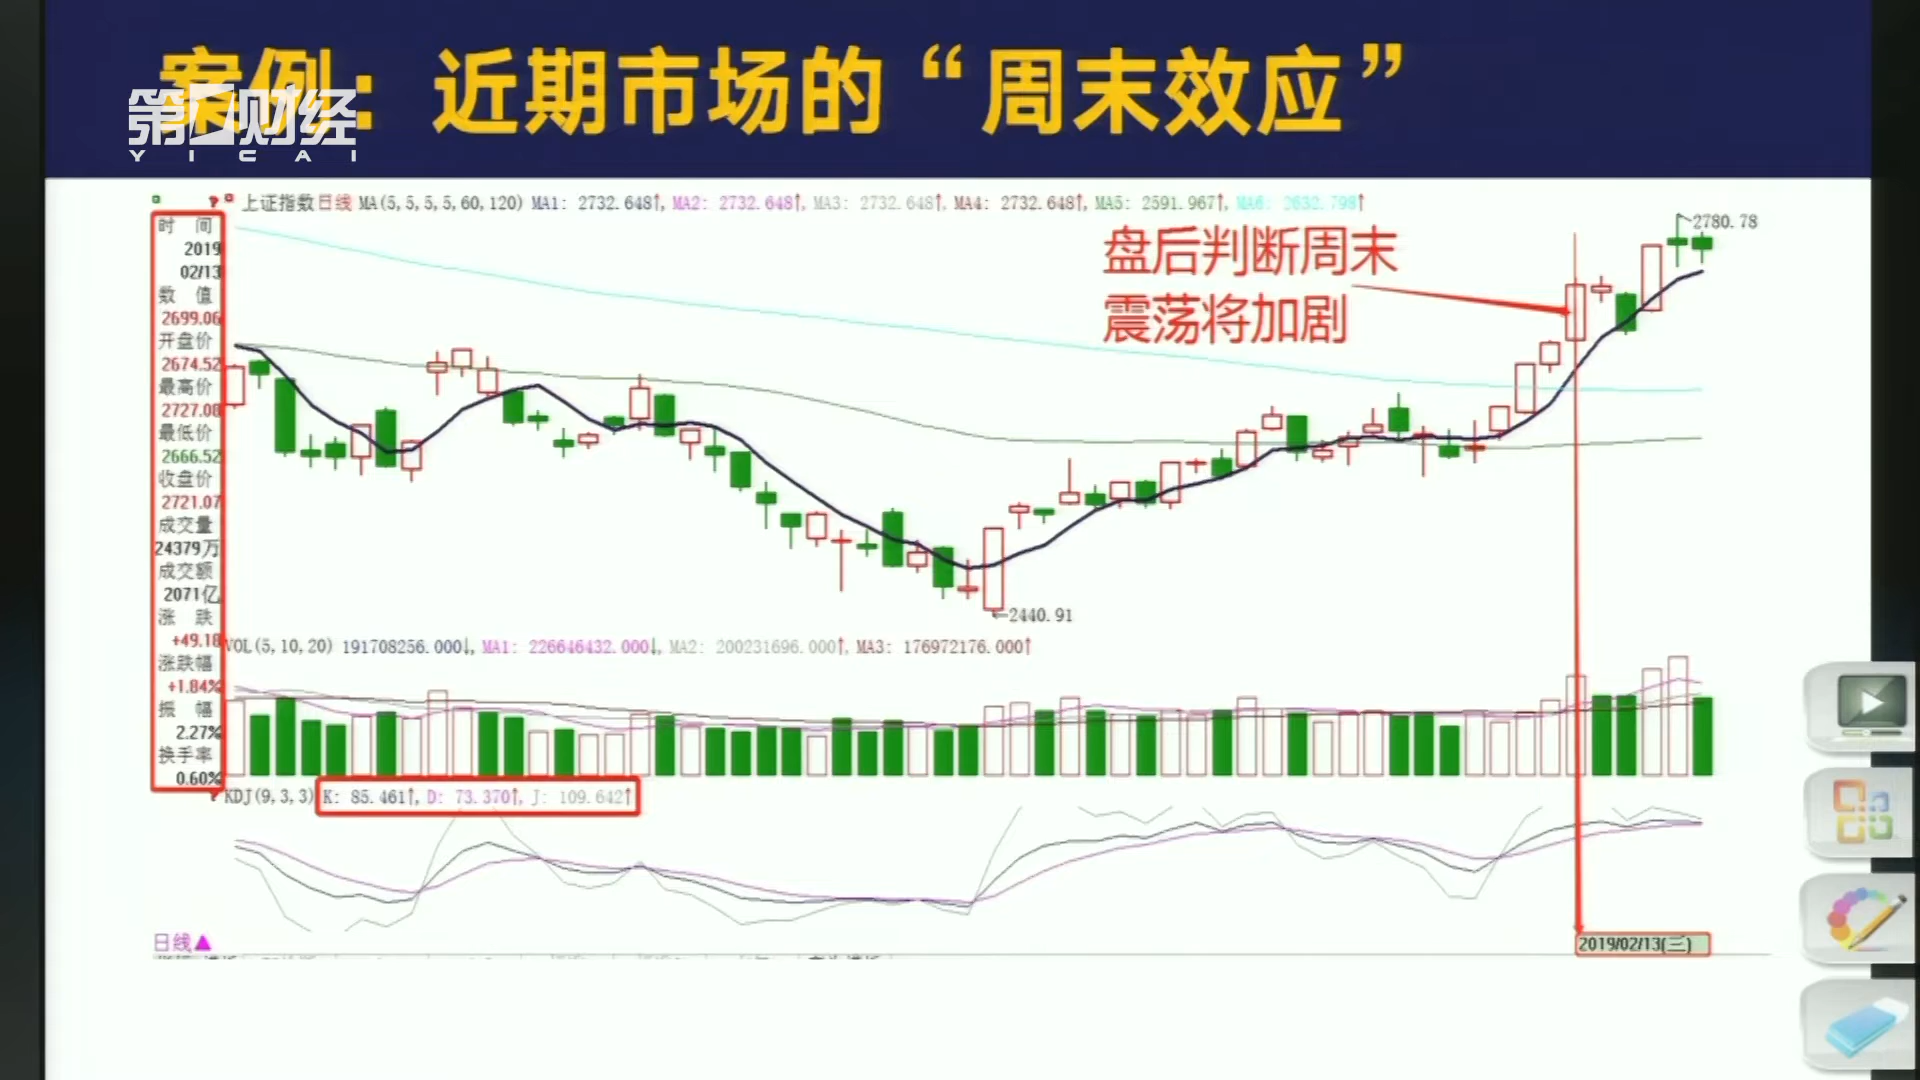 案例：近期市场的“周末效应”
第一财经
YICAI
上证指数日线 MA(5,5,5,5,60,120) MA1: 2732.648↑, MA2: 2732.648↑, MA3: 2732.648↑, MA4: 2732.648↑, MA5: 2591.967↑, MA6: 2632.798↑
时 间
2019
02/13
数 值
2699.06
开盘价
2674.52
最高价
2727.08
最低价
2666.52
收盘价
2721.07
成交量
24379万
成交额
2071亿
涨 跌
+49.18
涨跌幅
+1.84%
振 幅
2.27%
换手率
0.60%
盘后判断周末
震荡将加剧
2780.78
2440.91
VOL(5,10,20) 191708256.000↓, MA1: 226646432.000↓, MA2: 200231696.000↑, MA3: 176972176.000↑
KDJ(9,3,3) K: 85.461↑, D: 73.370↑, J: 109.642↑
日线▲
2019/02/13(三)